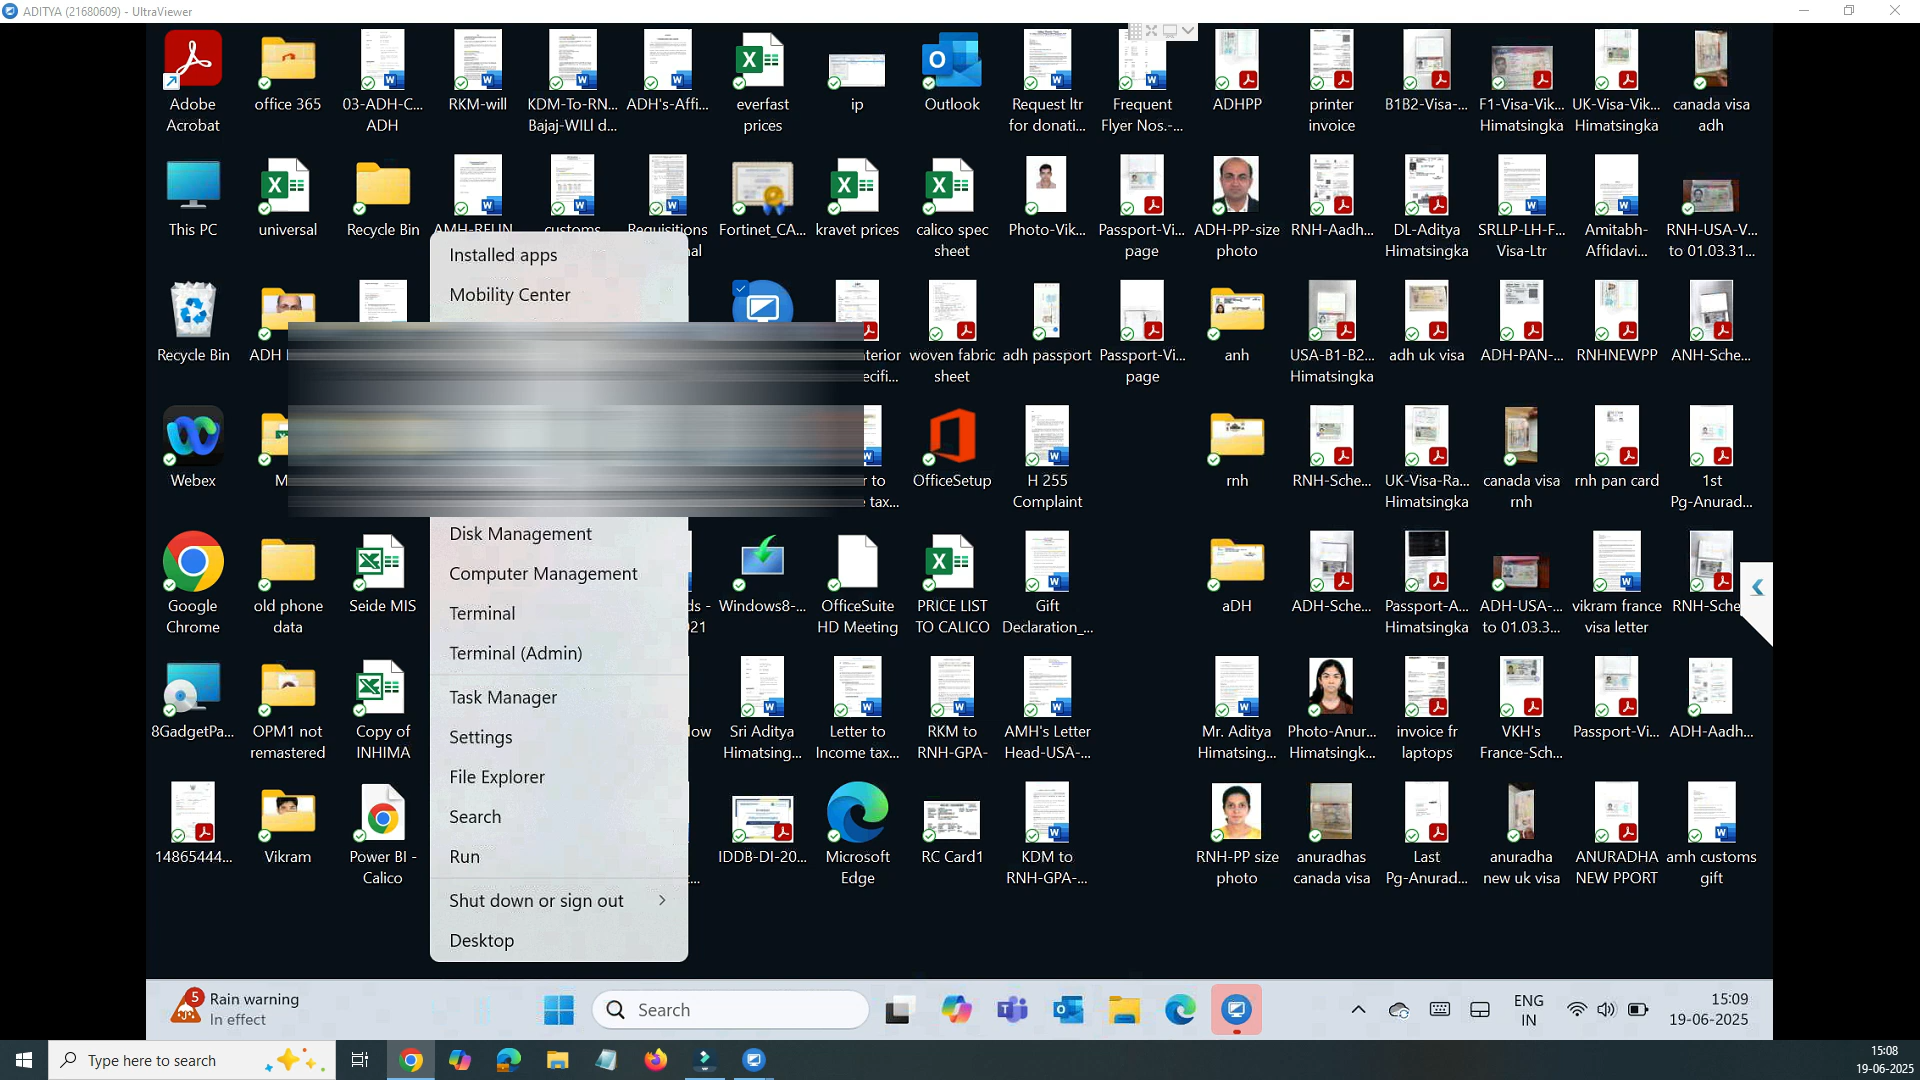 ADITYA (21680609) - UltraViewer
Adobe
Acrobat
office 365
03-ADH-C...
ADH
RKM-will
KDM-To-RN...
Bajaj-WILl d...
ADH's-Affi...
everfast
prices
ip
Outlook
Request ltr
for donati...
Frequent
Flyer Nos.-...
ADHPP
printer
invoice
B1B2-Visa-...
F1-Visa-Vik...
Himatsingka
UK-Visa-Vik...
Himatsingka
canada visa
adh
This PC
universal
Recycle Bin
AMH-REUN
customs
Requisitions
al
Fortinet_CA...
kravet prices
calico spec
sheet
Photo-Vik...
Passport-Vi...
page
ADH-PP-size
photo
RNH-Aadh...
DL-Aditya
Himatsingka
SRLLP-LH-F...
Visa-Ltr
Amitabh-
Affidavi...
RNH-USA-V...
to 01.03.31...
Recycle Bin
ADH
terior
ecifi...
woven fabric
sheet
adh passport
Passport-Vi...
page
anh
USA-B1-B2...
Himatsingka
adh uk visa
ADH-PAN-...
RNHNEWPP
ANH-Sche...
Webex
M
r to
tax...
OfficeSetup
H 255
Complaint
rnh
RNH-Sche...
UK-Visa-Ra...
Himatsingka
canada visa
rnh
rnh pan card
1st
Pg-Anurad...
Google
Chrome
old phone
data
Seide MIS
ds -
21
Windows8-...
OfficeSuite
HD Meeting
PRICE LIST
TO CALICO
Gift
Declaration_...
aDH
ADH-Sche...
Passport-A...
Himatsingka
ADH-USA-...
to 01.03.3...
vikram france
visa letter
RNH-Sche
8GadgetPa...
OPM1 not
remastered
Copy of
INHIMA
low
Sri Aditya
Himatsing...
Letter to
Income tax...
RKM to
RNH-GPA-
AMH's Letter
Head-USA-...
Mr. Aditya
Himatsing...
Photo-Anur...
Himatsingk...
invoice fr
laptops
VKH's
France-Sch...
Passport-Vi...
ADH-Aadh...
14865444...
Vikram
Power BI -
Calico
IDDB-DI-20...
Microsoft
Edge
RC Card1
KDM to
RNH-GPA-...
RNH-PP size
photo
anuradhas
canada visa
Last
Pg-Anurad...
anuradha
new uk visa
ANURADHA
NEW PPORT
amh customs
gift
Installed apps
Mobility Center
Disk Management
Computer Management
Terminal
Terminal (Admin)
Task Manager
Settings
File Explorer
Search
Run
Shut down or sign out
Desktop
5
Rain warning
In effect
Search
ENG
IN
15:09
19-06-2025
Type here to search
15:08
19-06-2025